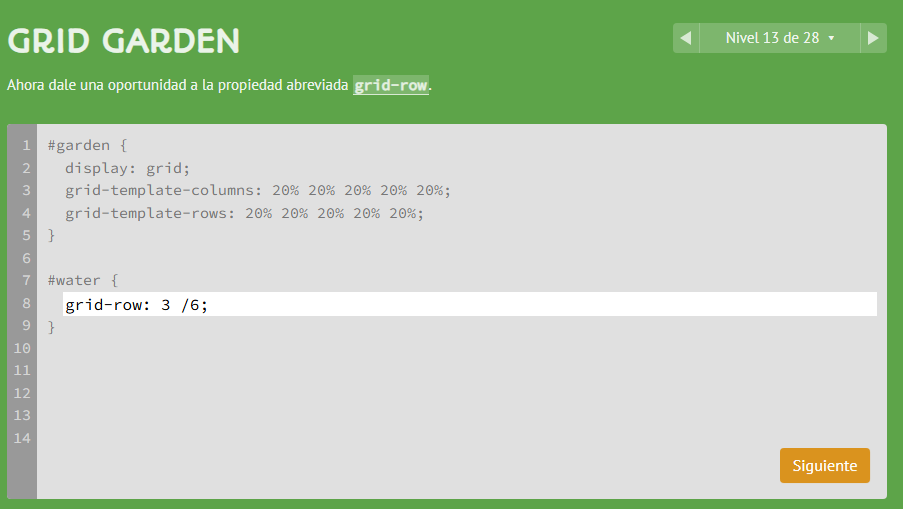 GRID GARDEN
◀ Nivel 13 de 28 ▾ ▶
Ahora dale una oportunidad a la propiedad abreviada grid-row.
1 #garden {
2   display: grid;
3   grid-template-columns: 20% 20% 20% 20% 20%;
4   grid-template-rows: 20% 20% 20% 20% 20%;
5 }
6
7 #water {
8   grid-row: 3 /6;
9 }
10
11
12
13
14
Siguiente